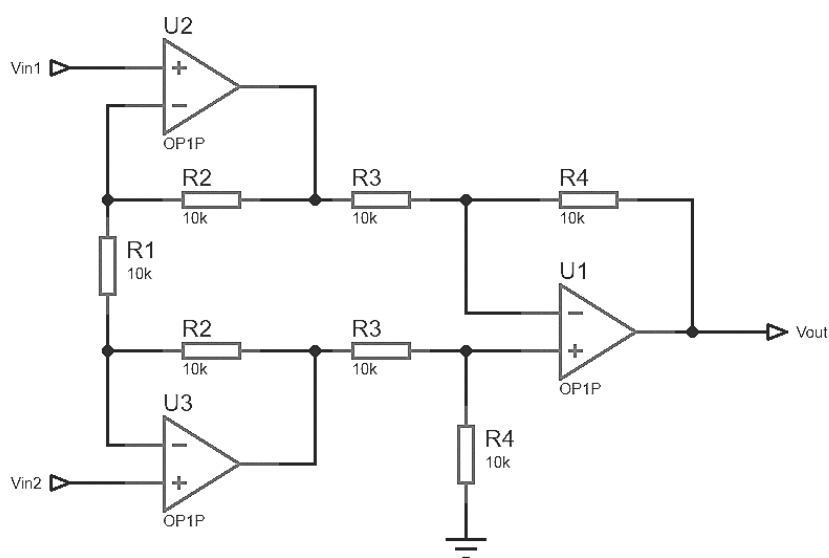 U2
Vin1
+
−
OP1P
R2
R3
R4
10k
10k
10k
R1
10k
U1
−
+
OP1P
Vout
R2
R3
10k
10k
U3
−
+
OP1P
Vin2
R4
10k